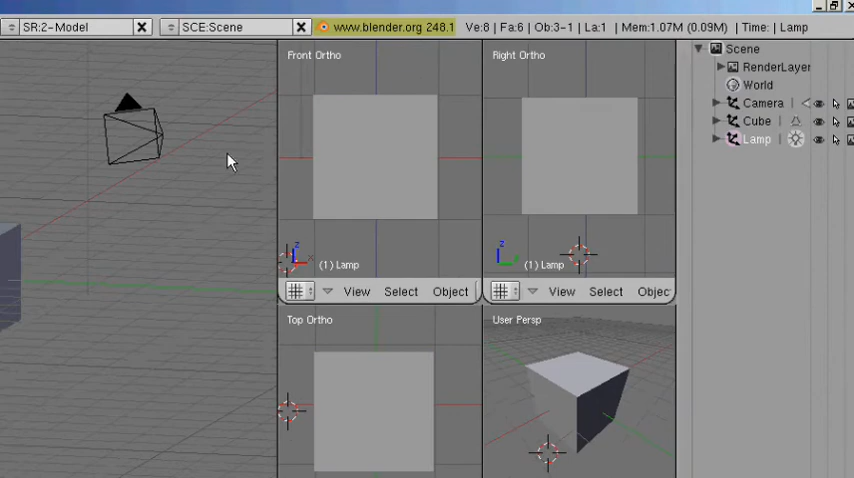 SR:2-Model SCE:Scene www.blender.org 248.1 Ve:8 | Fa:6 | Ob:3-1 | La:1 | Mem:1.07M (0.09M) | Time: | Lamp
Front Ortho
Right Ortho
Scene
RenderLayer
World
Camera
Cube
Lamp
z
x
(1) Lamp
z
y
(1) Lamp
View Select Object
View Select Objec
Top Ortho
User Persp